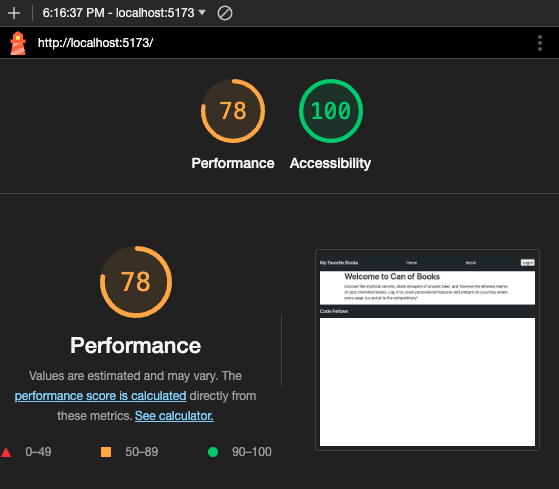 6:16:37 PM - localhost:5173
http://localhost:5173/
78
100
Performance
Accessibility
78
Performance
Values are estimated and may vary. The
performance score is calculated directly from
these metrics. See calculator.
0–49
50–89
90–100
My Favorite Books
Home
About
Log In
Welcome to Can of Books
Uncover the mystical secrets, share whispers of ancient tales, and traverse the ethereal realms
of your cherished books. Log in to unveil personalized features and embark on a journey where
every page is a portal to the extraordinary!
Code Fellows